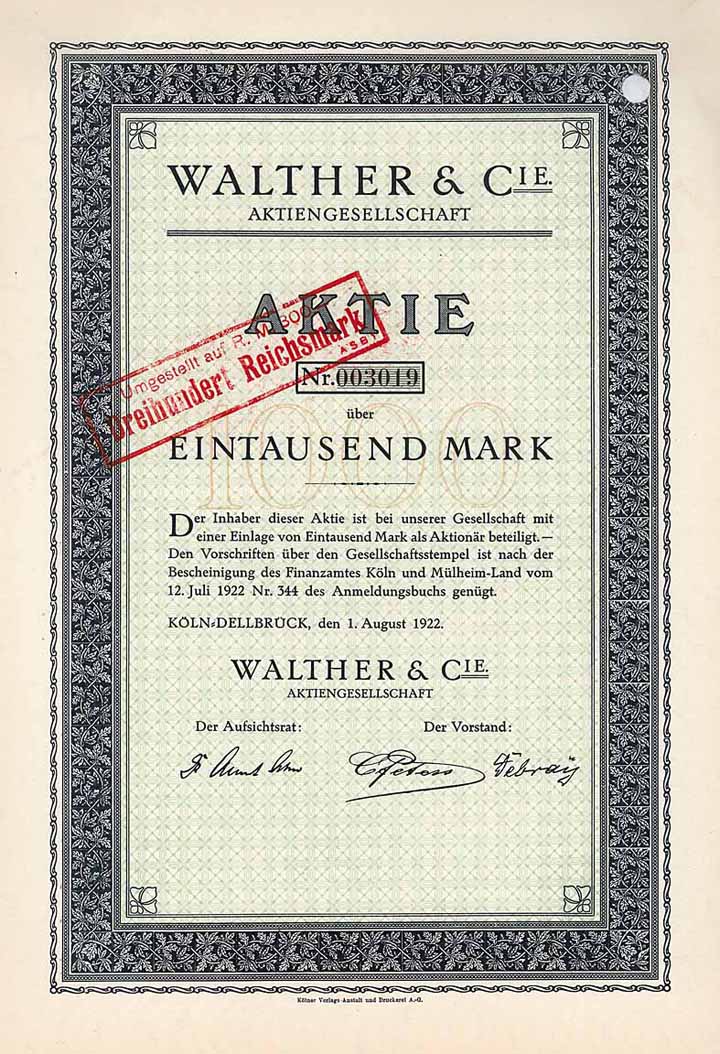 WALTHER & CIE.
AKTIENGESELLSCHAFT
AKTIE
Umgestellt auf R. M. 300
Dreihundert Reichsmark
Nr. 003019
über
1000
EINTAUSEND MARK
Der Inhaber dieser Aktie ist bei unserer Gesellschaft mit
einer Einlage von Eintausend Mark als Aktionär beteiligt.—
Den Vorschriften über den Gesellschaftsstempel ist nach der
Bescheinigung des Finanzamtes Köln und Mülheim-Land vom
12. Juli 1922 Nr. 344 des Anmeldungsbuchs genügt.
KÖLN-DELLBRÜCK, den 1. August 1922.
WALTHER & CIE.
AKTIENGESELLSCHAFT
Der Aufsichtsrat: Der Vorstand:
Kölner Verlags-Anstalt und Druckerei A.-G.